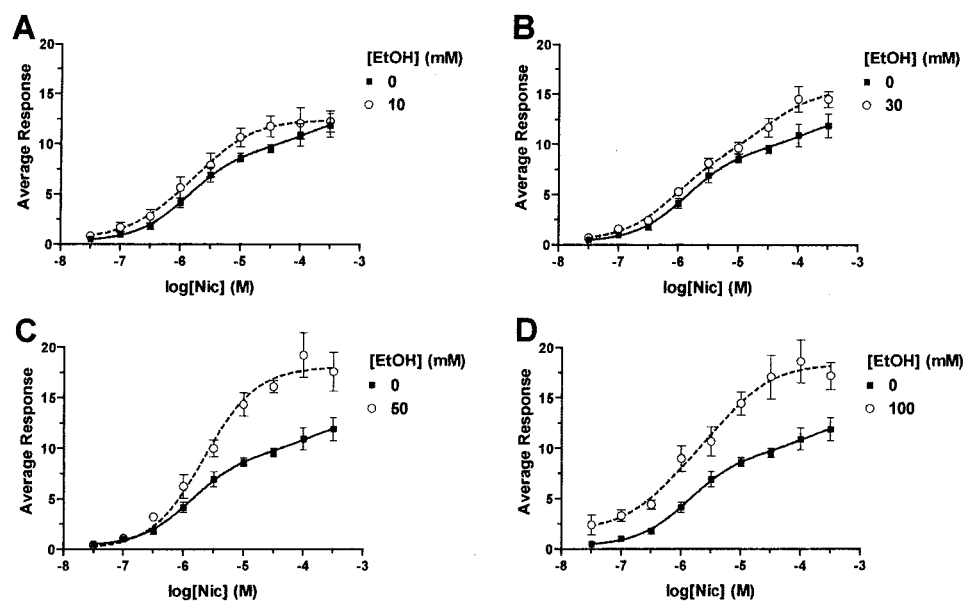 A
[EtOH] (mM)
0
10
Average Response
20
15
10
5
0
-8 -7 -6 -5 -4 -3
log[Nic] (M)
B
[EtOH] (mM)
0
30
Average Response
20
15
10
5
0
-8 -7 -6 -5 -4 -3
log[Nic] (M)
C
[EtOH] (mM)
0
50
Average Response
20
15
10
5
0
-8 -7 -6 -5 -4 -3
log[Nic] (M)
D
[EtOH] (mM)
0
100
Average Response
20
15
10
5
0
-8 -7 -6 -5 -4 -3
log[Nic] (M)